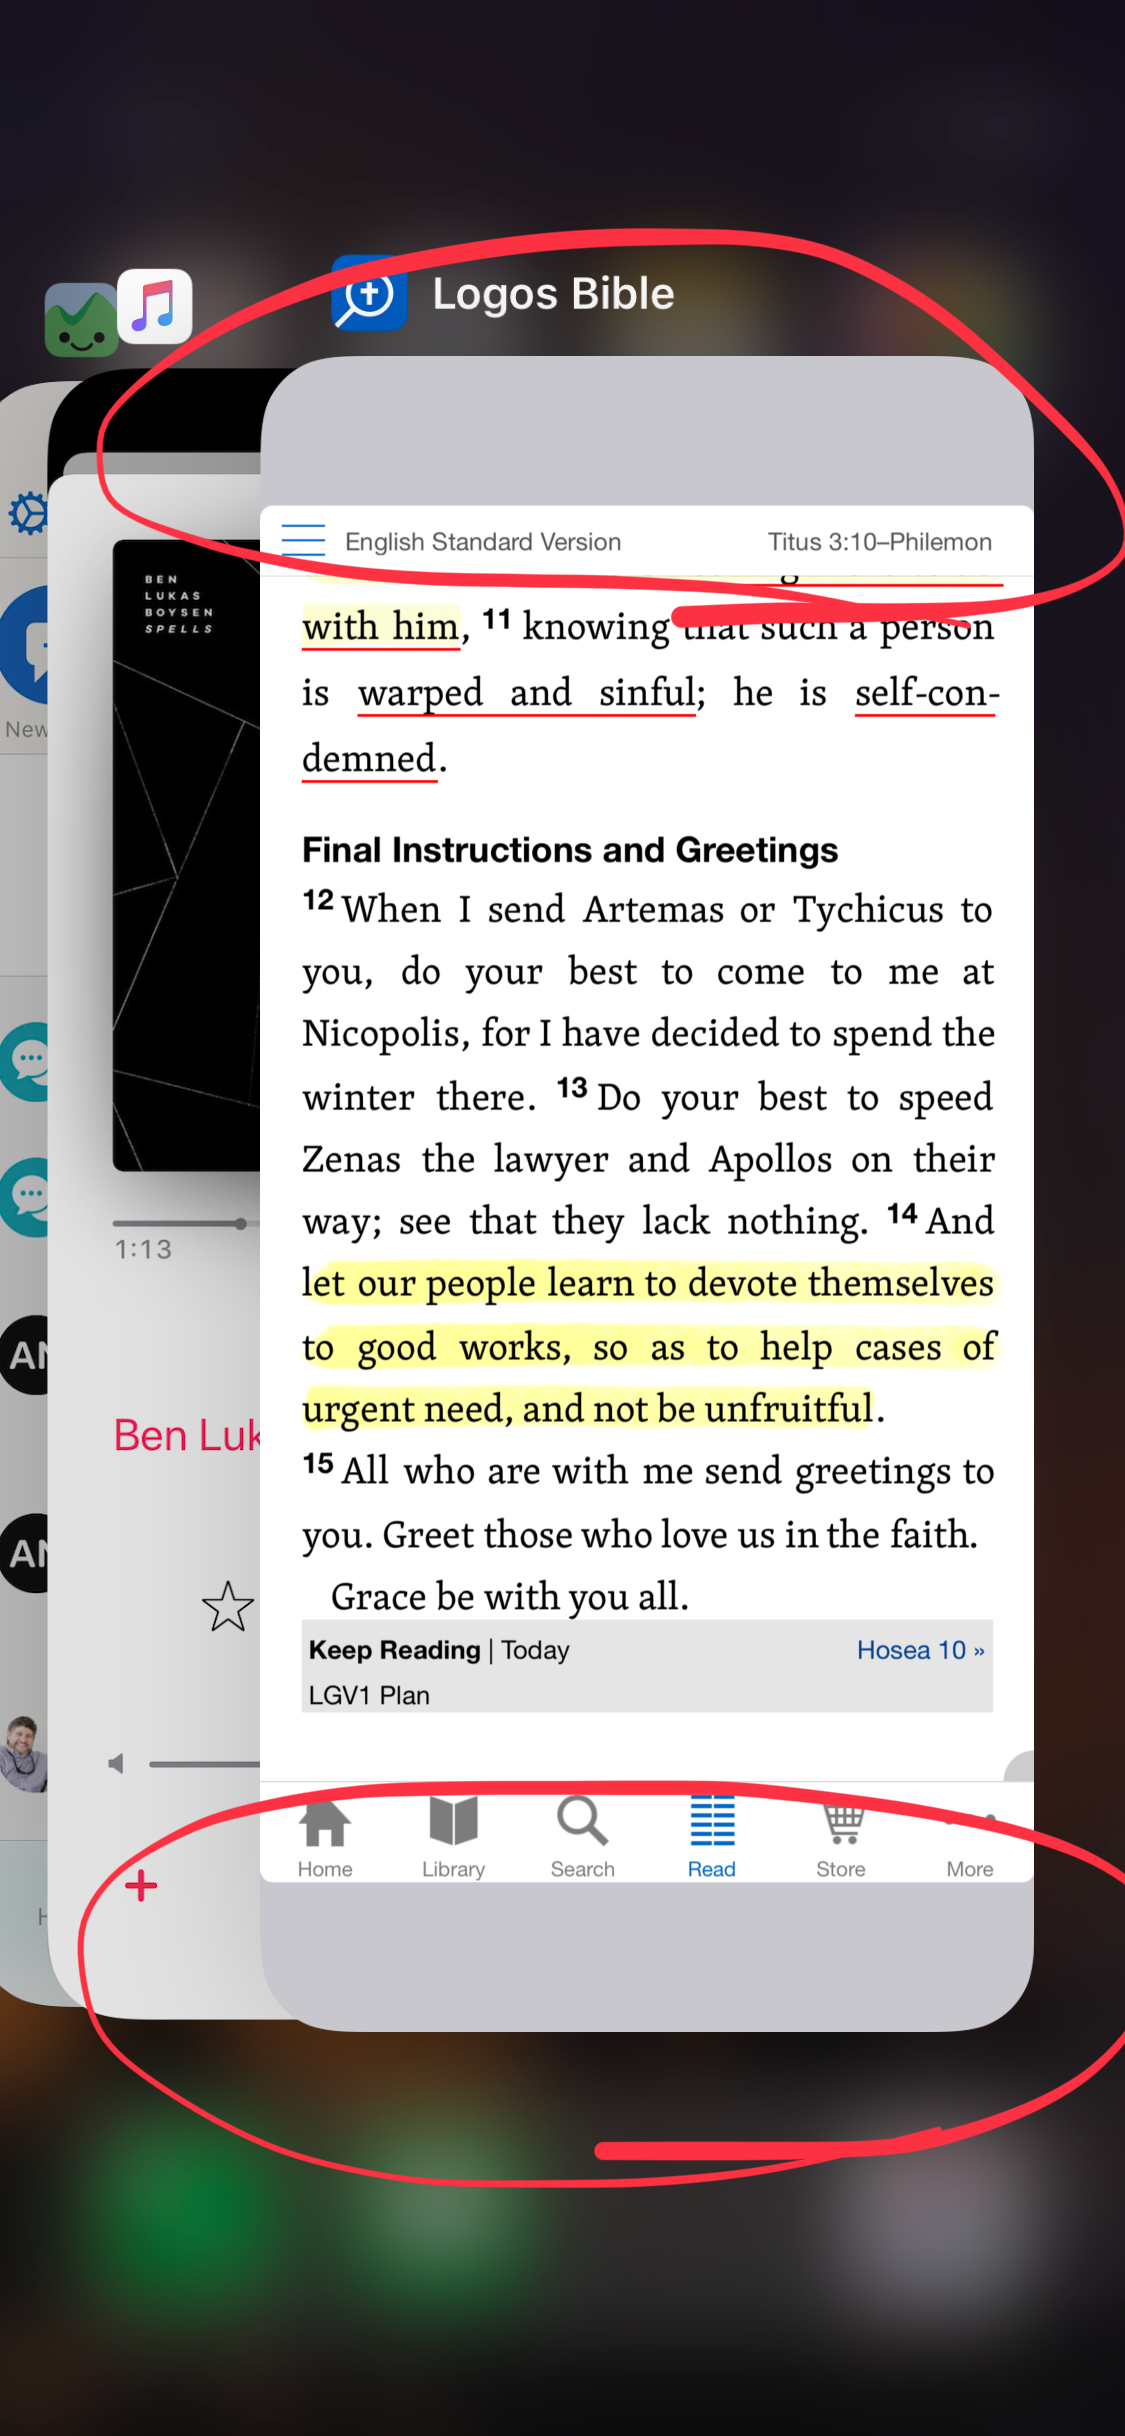 Logos Bible
English Standard Version
Titus 3:10–Philemon
with him, 11 knowing that such a person
is warped and sinful; he is self-con-
demned.
Final Instructions and Greetings
12 When I send Artemas or Tychicus to
you, do your best to come to me at
Nicopolis, for I have decided to spend the
winter there. 13 Do your best to speed
Zenas the lawyer and Apollos on their
way; see that they lack nothing. 14 And
let our people learn to devote themselves
to good works, so as to help cases of
urgent need, and not be unfruitful.
15 All who are with me send greetings to
you. Greet those who love us in the faith.
Grace be with you all.
Keep Reading | Today
Hosea 10 »
LGV1 Plan
Home
Library
Search
Read
Store
More
BEN
LUKAS
BOYSEN
SPELLS
1:13
Ben Luk
New
AN
AN
H